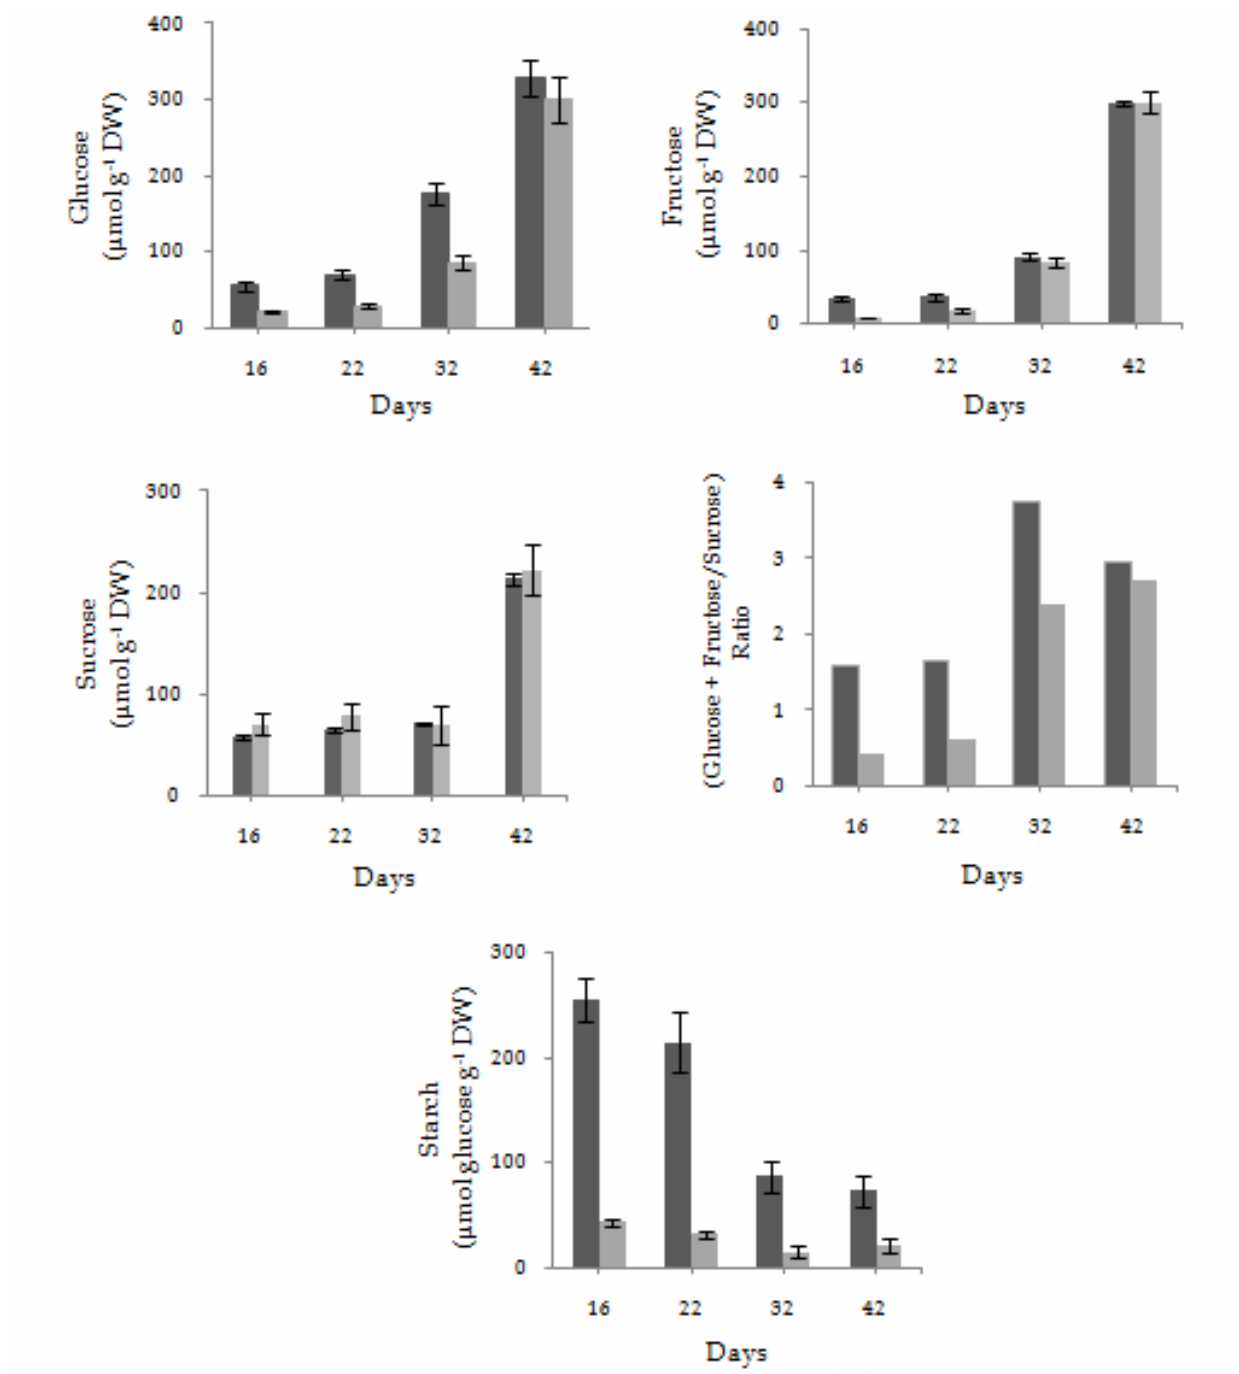 Glucose
(µmol g⁻¹ DW)
400
300
200
100
0
16 22 32 42
Days
Fructose
(µmol g⁻¹ DW)
400
300
200
100
0
16 22 32 42
Days
Sucrose
(µmol g⁻¹ DW)
300
200
100
0
16 22 32 42
Days
(Glucose + Fructose/Sucrose)
Ratio
4
3
2
1
0
16 22 32 42
Days
Starch
(µmol glucose g⁻¹ DW)
300
200
100
0
16 22 32 42
Days